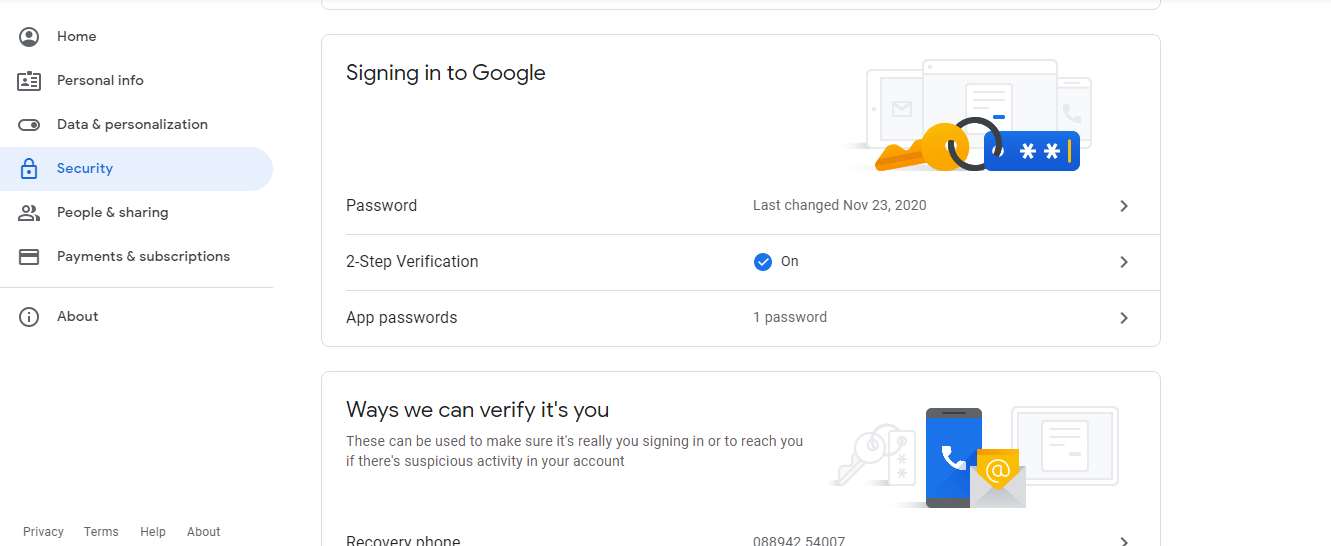 Home
Personal info
Data & personalization
Security
People & sharing
Payments & subscriptions
About
Privacy Terms Help About
Signing in to Google
Password Last changed Nov 23, 2020
2-Step Verification On
App passwords 1 password
Ways we can verify it's you
These can be used to make sure it's really you signing in or to reach you
if there's suspicious activity in your account
Recovery phone 088942 54007